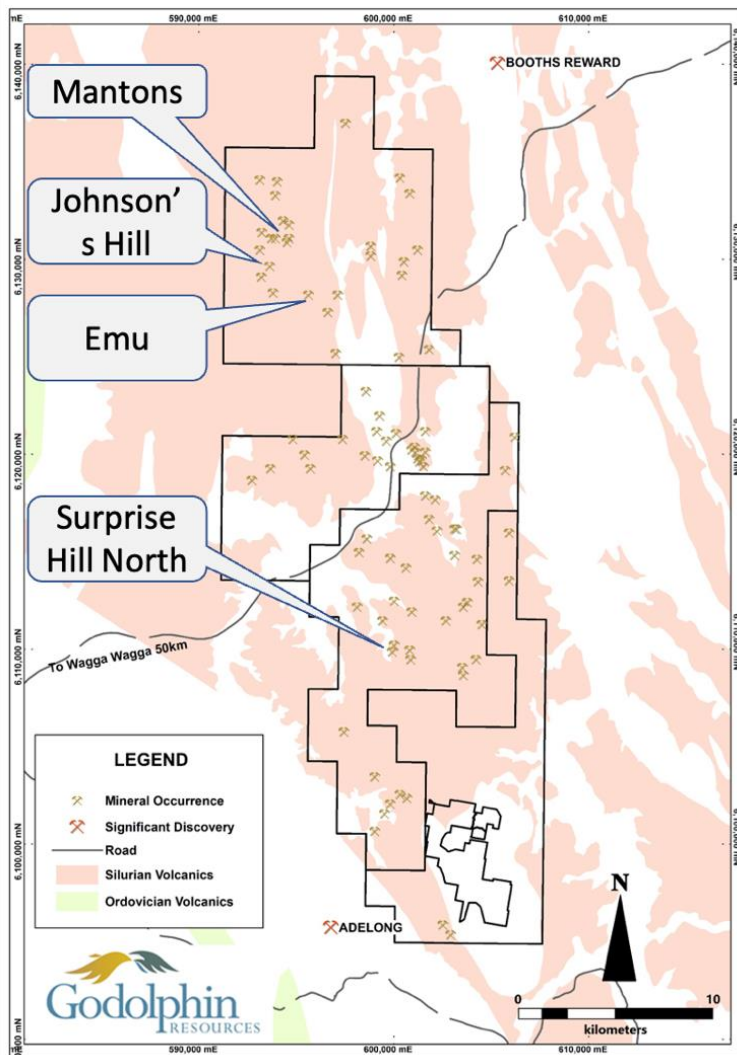 590,000 mE 600,000 mE 610,000 mE
BOOTHS REWARD
6,140,000 mN
Mantons
Johnson'
s Hill
6,130,000 mN
Emu
6,120,000 mN
Surprise
Hill North
6,110,000 mN
To Wagga Wagga 50km
LEGEND
Mineral Occurrence
Significant Discovery
Road
Silurian Volcanics
Ordovician Volcanics
6,100,000 mN
ADELONG
N
Godolphin
RESOURCES
0 10
kilometers
590,000 mE 600,000 mE 610,000 mE